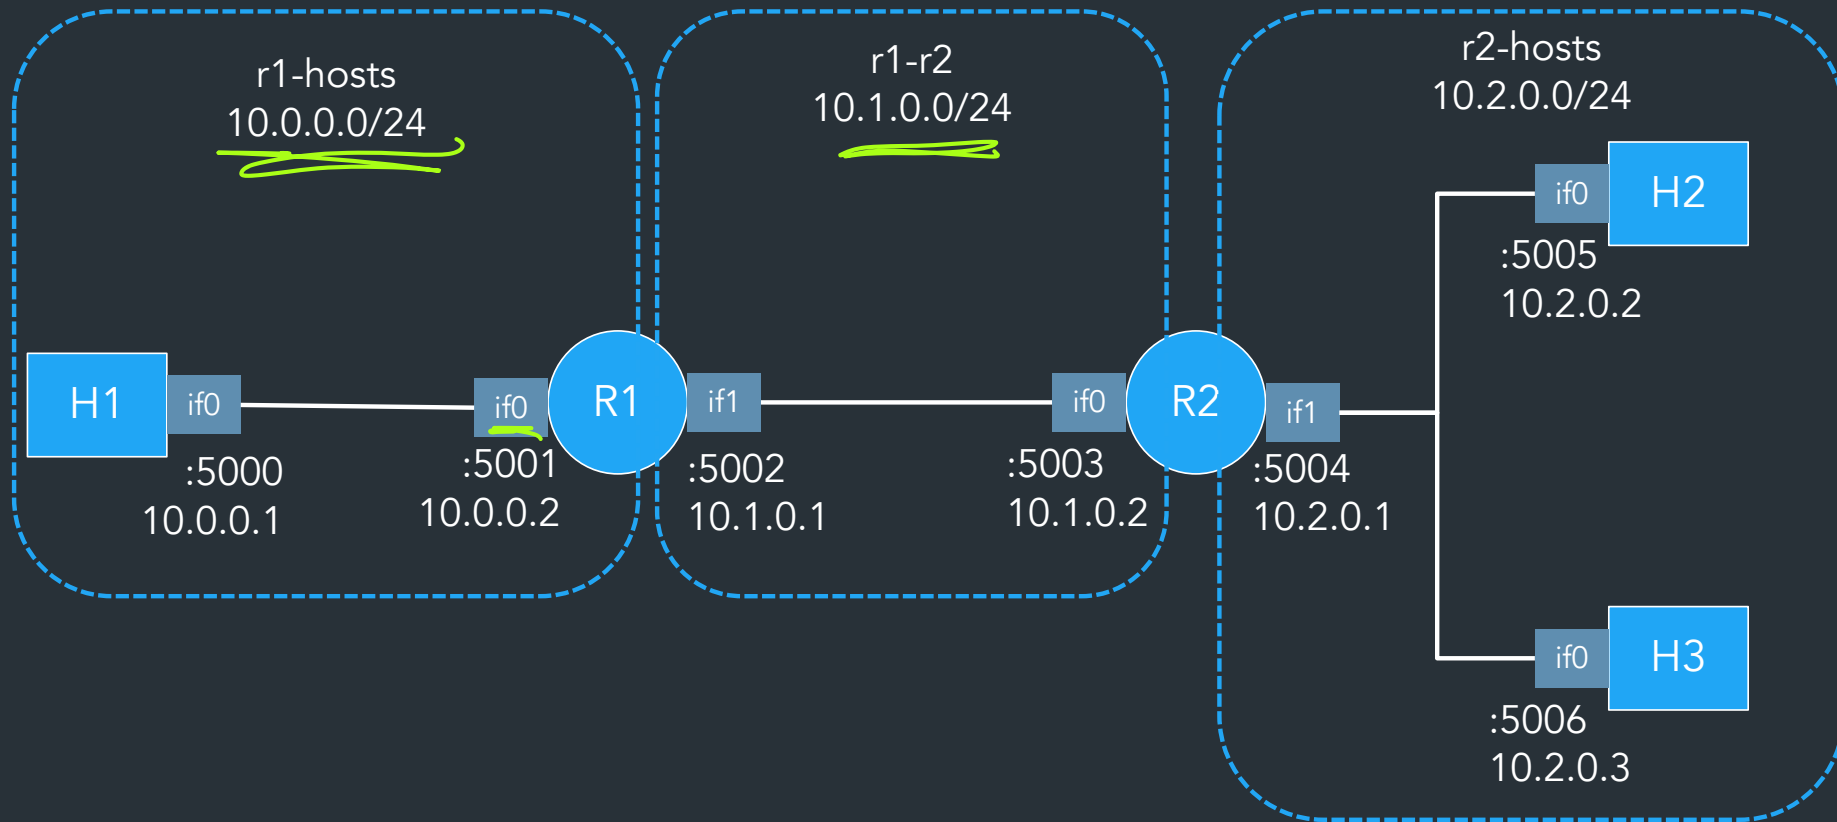 r1-hosts
10.0.0.0/24
r1-r2
10.1.0.0/24
r2-hosts
10.2.0.0/24
if0
H2
:5005
10.2.0.2
H1
if0
if0
R1
if1
if0
R2
if1
:5000
10.0.0.1
:5001
10.0.0.2
:5002
10.1.0.1
:5003
10.1.0.2
:5004
10.2.0.1
if0
H3
:5006
10.2.0.3